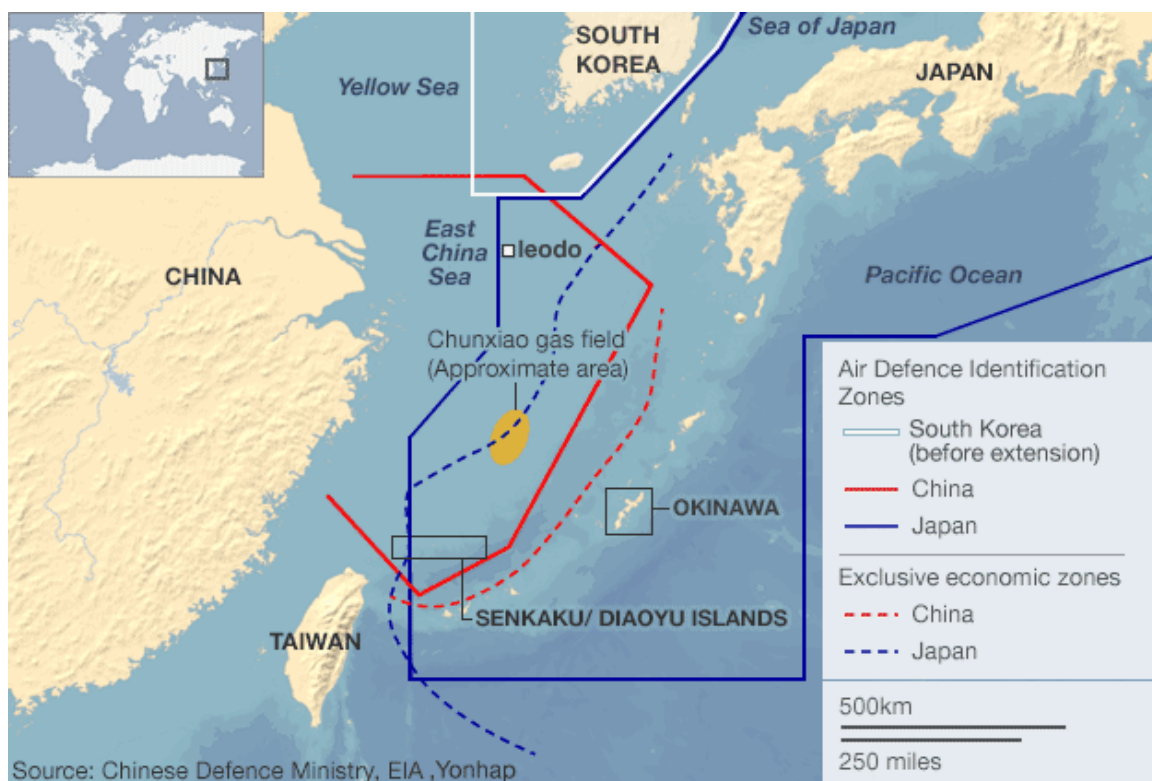 SOUTH
KOREA
Sea of Japan
Yellow Sea
JAPAN
East
China
Sea
Ieodo
CHINA
Pacific Ocean
Chunxiao gas field
(Approximate area)
OKINAWA
SENKAKU/ DIAOYU ISLANDS
TAIWAN
Air Defence Identification
Zones
South Korea
(before extension)
China
Japan
Exclusive economic zones
China
Japan
500km
250 miles
Source: Chinese Defence Ministry, EIA ,Yonhap